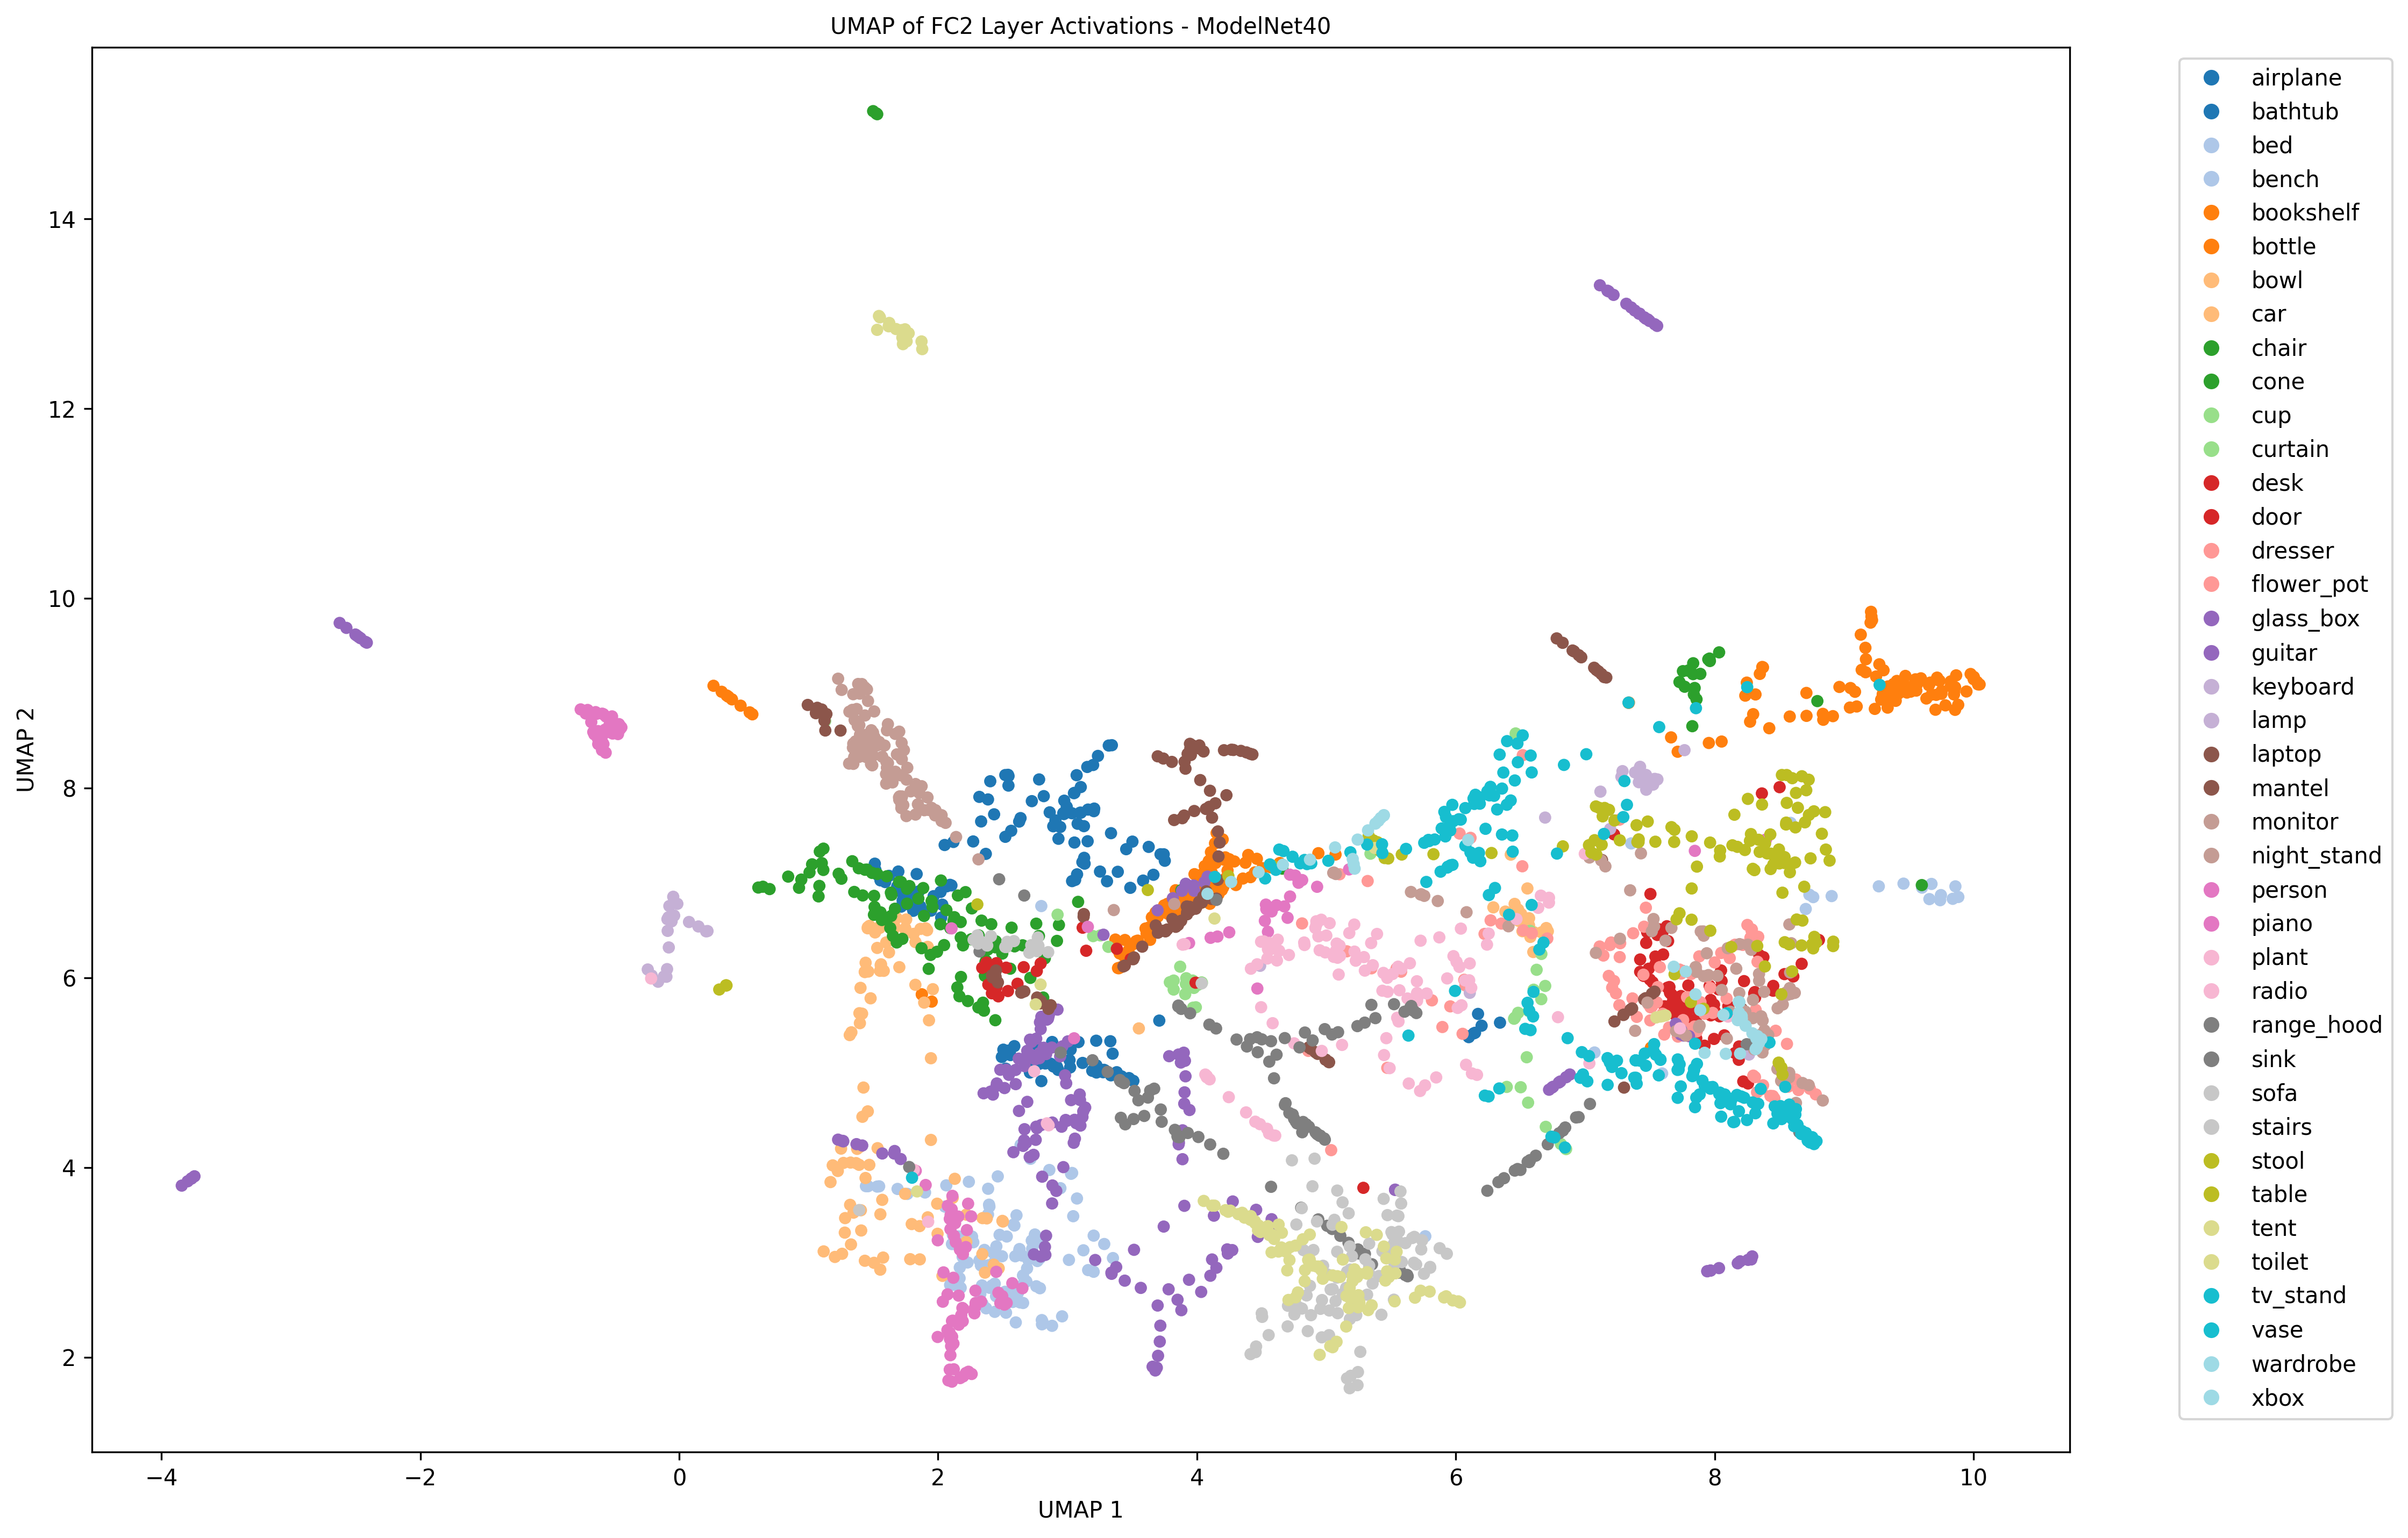 UMAP of FC2 Layer Activations - ModelNet40
14
12
10
8
6
4
2
UMAP 2
−4
−2
0
2
4
6
8
10
UMAP 1
airplane
bathtub
bed
bench
bookshelf
bottle
bowl
car
chair
cone
cup
curtain
desk
door
dresser
flower_pot
glass_box
guitar
keyboard
lamp
laptop
mantel
monitor
night_stand
person
piano
plant
radio
range_hood
sink
sofa
stairs
stool
table
tent
toilet
tv_stand
vase
wardrobe
xbox